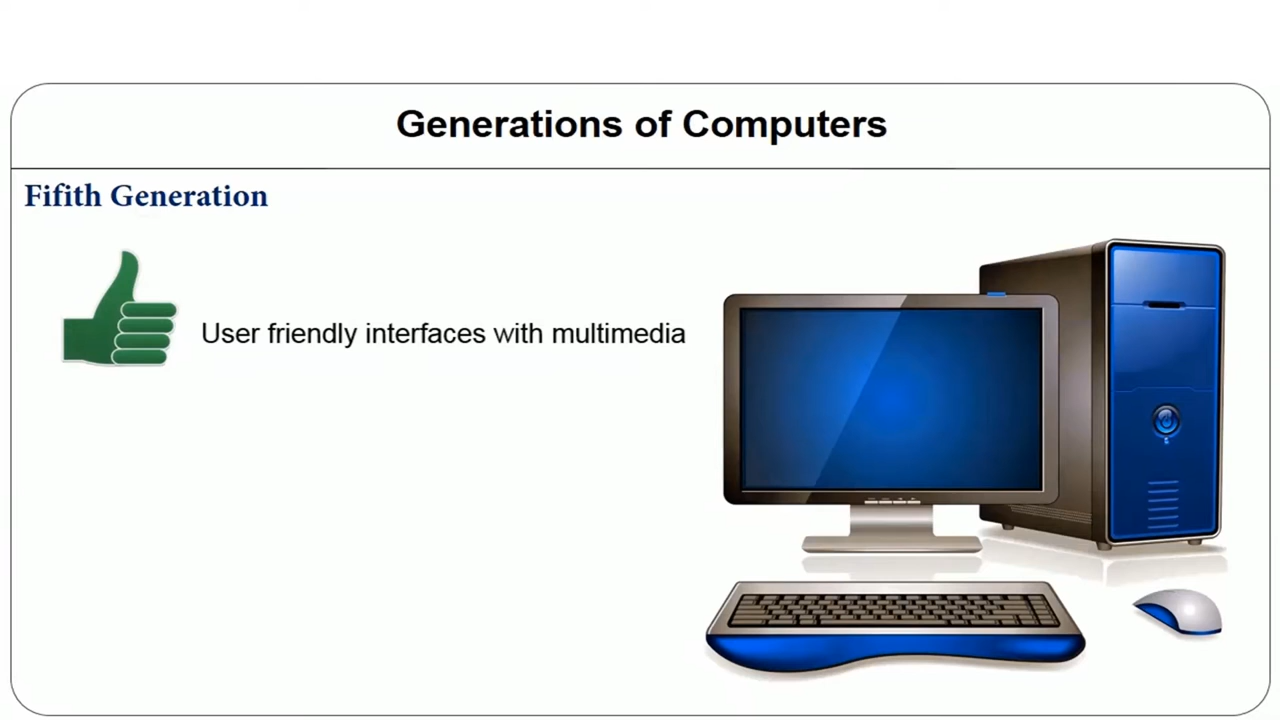 Generations of Computers
Fifith Generation
User friendly interfaces with multimedia